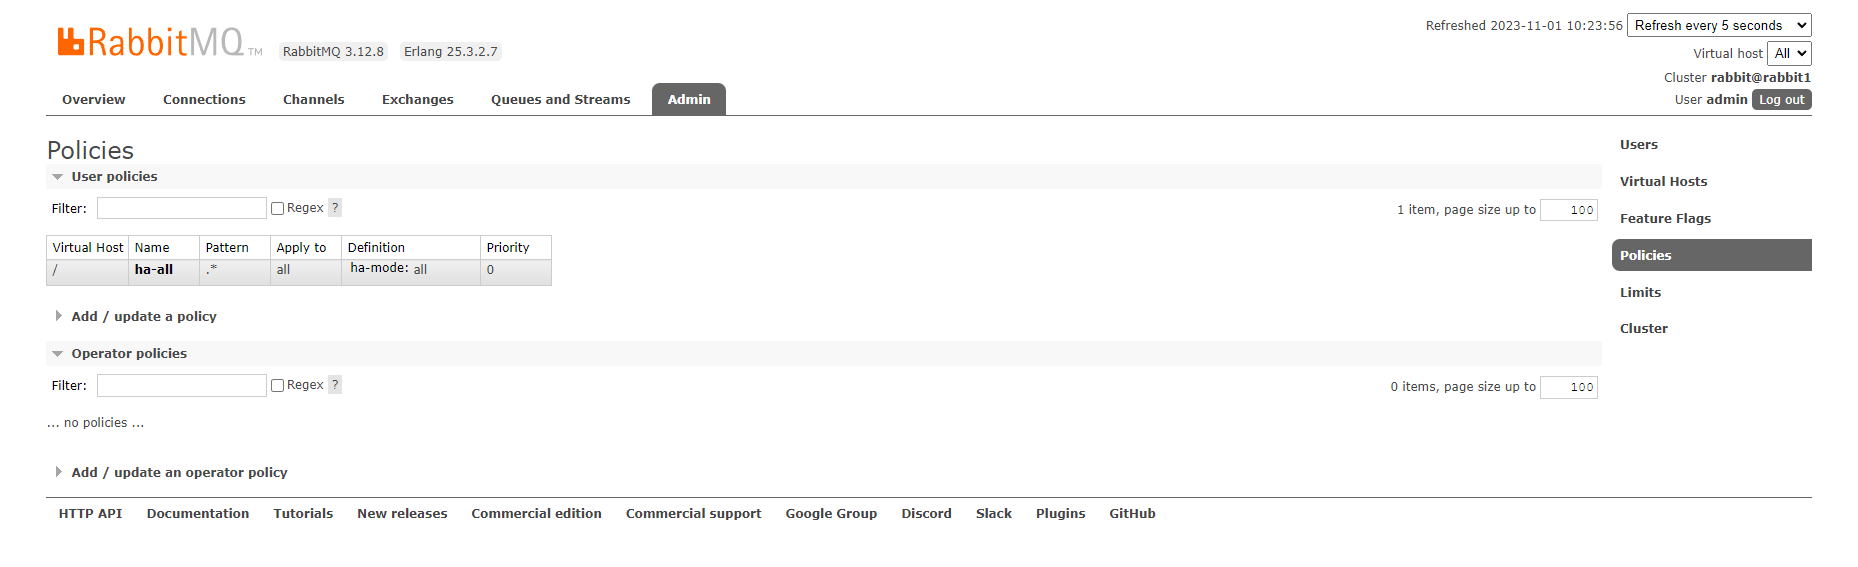 RabbitMQ TM RabbitMQ 3.12.8 Erlang 25.3.2.7
Refreshed 2023-11-01 10:23:56 Refresh every 5 seconds
Virtual host All
Cluster rabbit@rabbit1
User admin Log out
Overview Connections Channels Exchanges Queues and Streams Admin
Policies
User policies
Filter: Regex ? 1 item, page size up to 100
Virtual Host Name Pattern Apply to Definition Priority
/ ha-all .* all ha-mode: all 0
Add / update a policy
Operator policies
Filter: Regex ? 0 items, page size up to 100
... no policies ...
Add / update an operator policy
Users
Virtual Hosts
Feature Flags
Policies
Limits
Cluster
HTTP API Documentation Tutorials New releases Commercial edition Commercial support Google Group Discord Slack Plugins GitHub